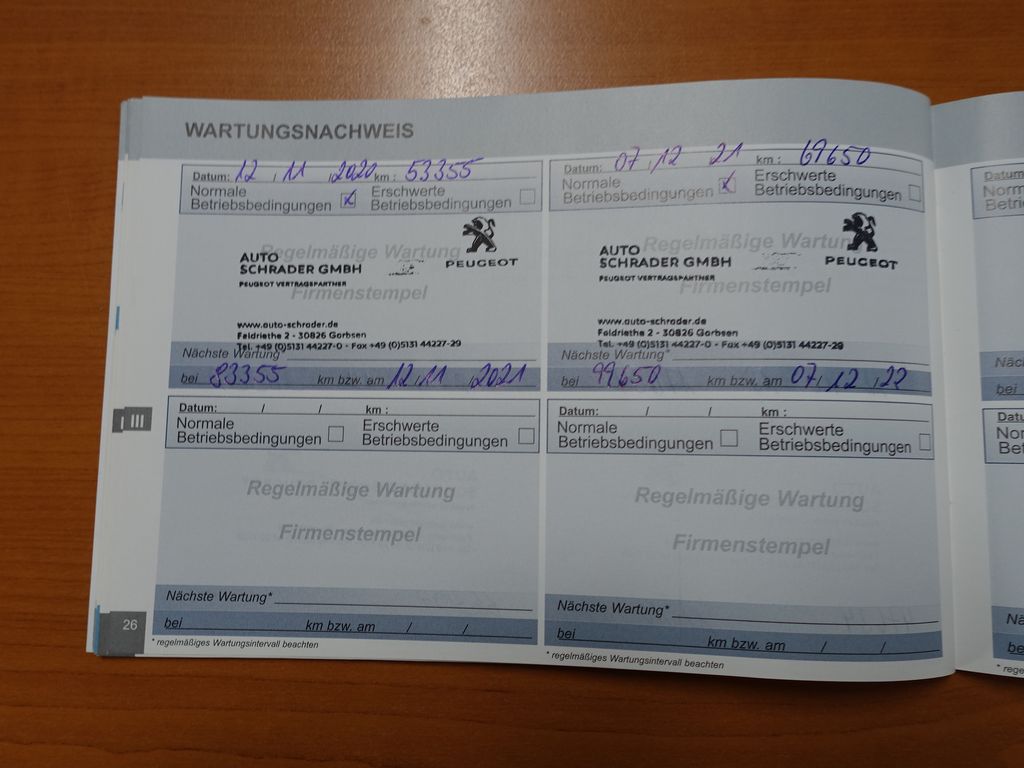 WARTUNGSNACHWEIS
Datum: 12 . 11 . 2020 km : 53355
Normale Betriebsbedingungen Erschwerte Betriebsbedingungen
Regelmäßige Wartung
AUTO
SCHRADER GMBH
PEUGEOT VERTRAGSPARTNER
PEUGEOT
Firmenstempel
www.auto-schrader.de
Feldriethe 2 - 30826 Garbsen
Tel. +49 (0)5131 44227-0 - Fax +49 (0)5131 44227-29
Nächste Wartung*
bei 83355 km bzw. am 12.11 .2021
Datum: 07 . 12 21 km : 69650
Normale Betriebsbedingungen Erschwerte Betriebsbedingungen
Regelmäßige Wartung
AUTO
SCHRADER GMBH
PEUGEOT VERTRAGSPARTNER
PEUGEOT
Firmenstempel
www.auto-schrader.de
Feldriethe 2 - 30826 Garbsen
Tel. +49 (0)5131 44227-0 - Fax +49 (0)5131 44227-29
Nächste Wartung*
bei 99650 km bzw. am 07. 12 .22
III
Datum: / / km :
Normale Betriebsbedingungen Erschwerte Betriebsbedingungen
Regelmäßige Wartung
Firmenstempel
Nächste Wartung*
bei km bzw. am / /
* regelmäßiges Wartungsintervall beachten
Datum: / / km :
Normale Betriebsbedingungen Erschwerte Betriebsbedingungen
Regelmäßige Wartung
Firmenstempel
Nächste Wartung*
bei km bzw. am / /
* regelmäßiges Wartungsintervall beachten
26